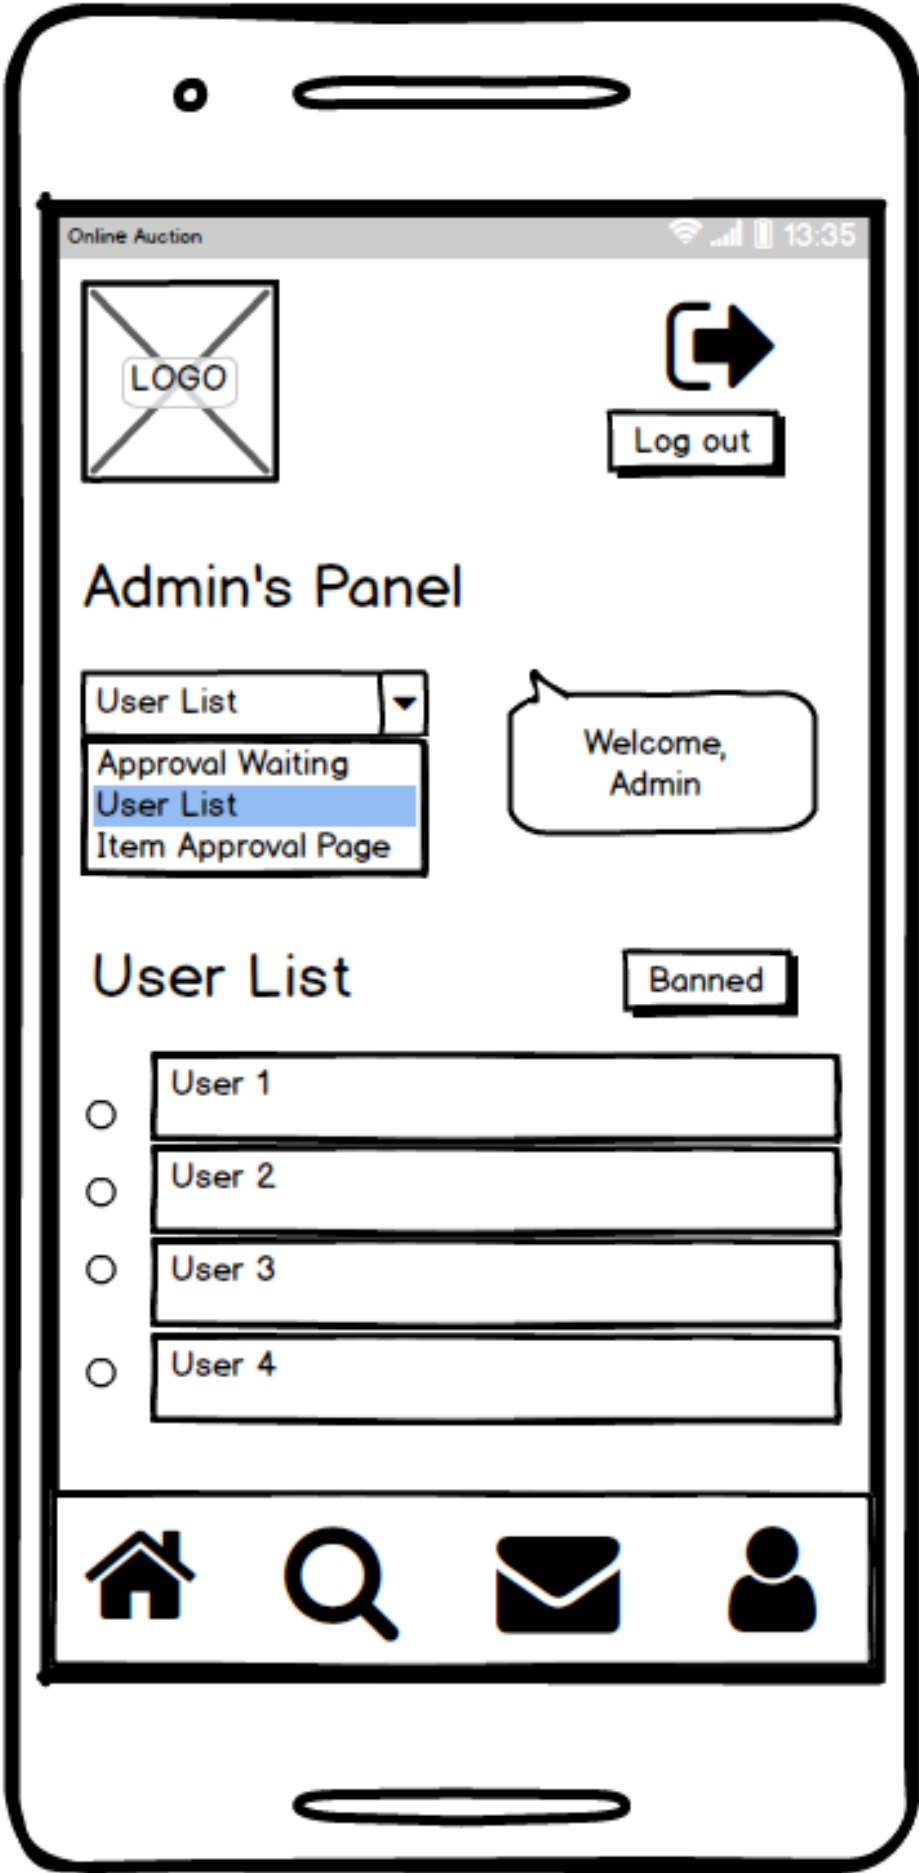 Online Auction
13:35
LOGO
Log out
Admin's Panel
User List
Approval Waiting
User List
Item Approval Page
Welcome,
Admin
User List
Banned
User 1
User 2
User 3
User 4